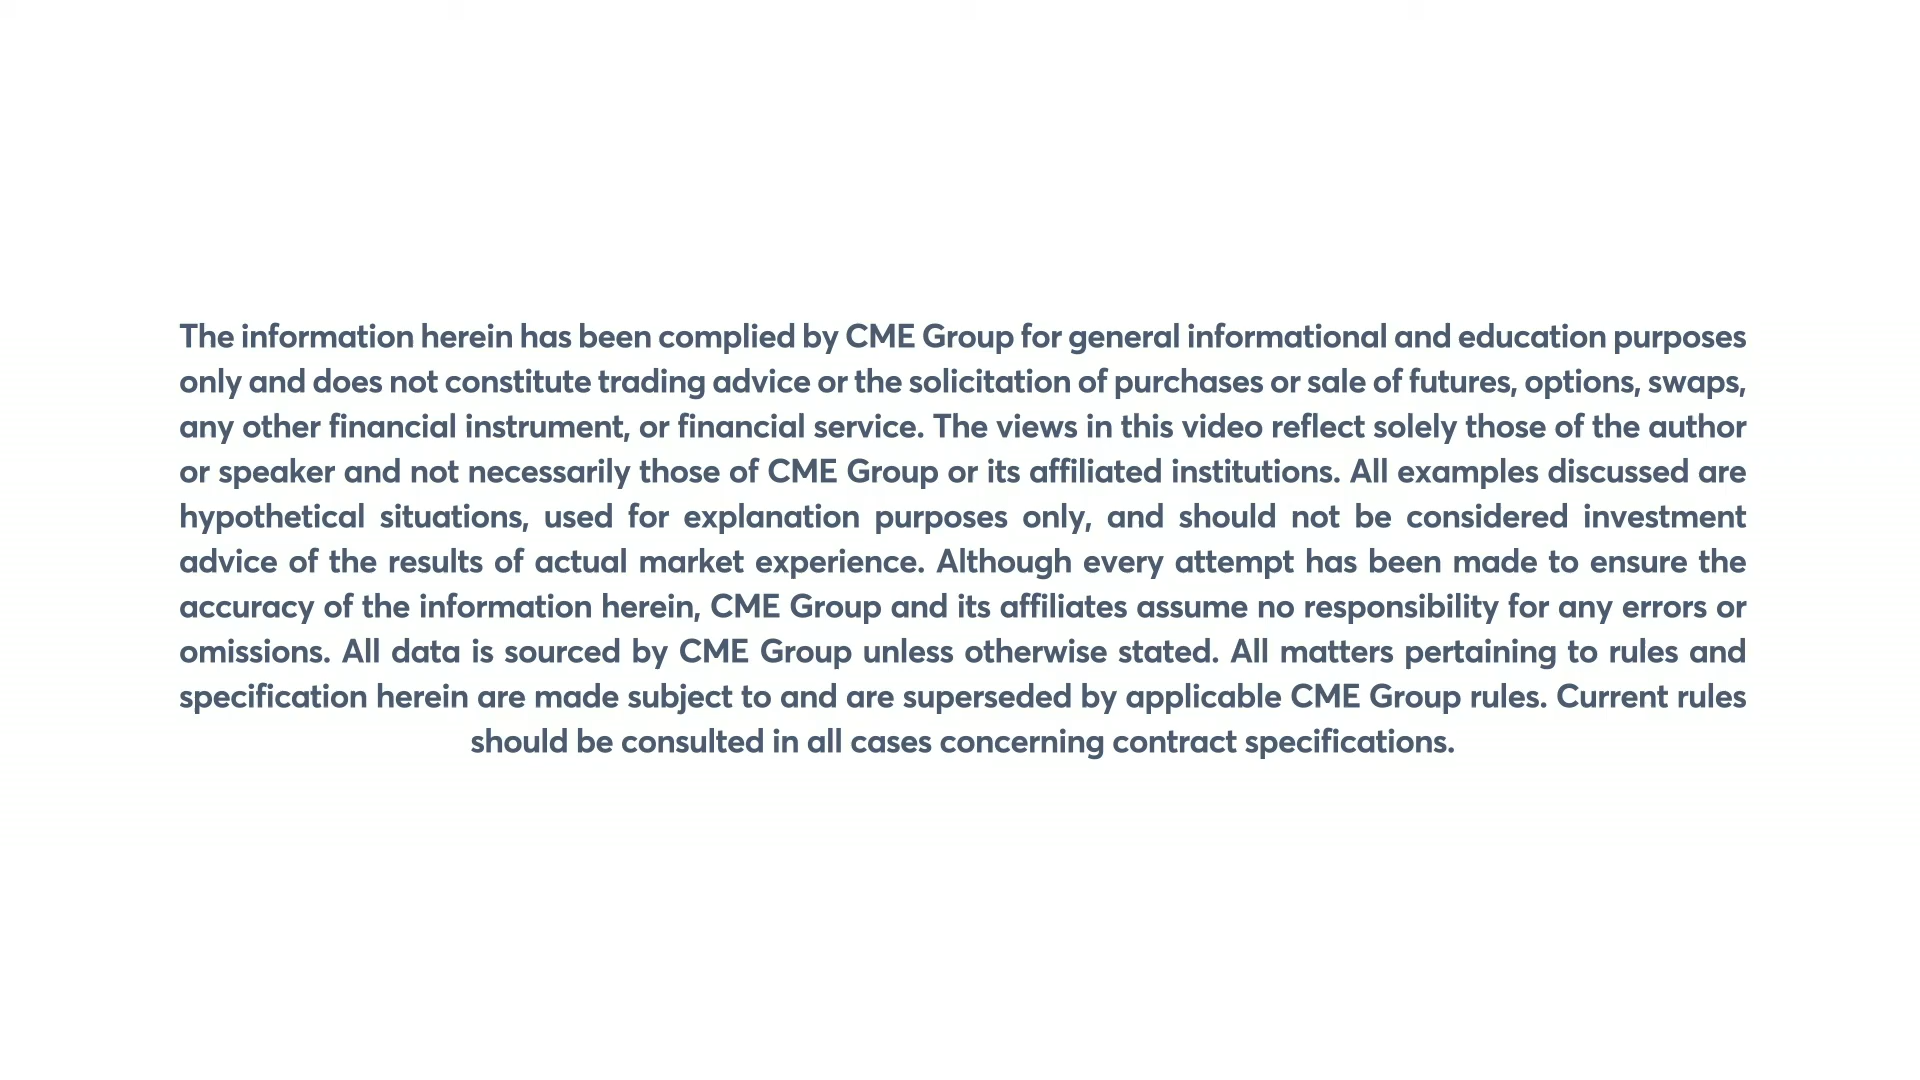 The information herein has been complied by CME Group for general informational and education purposes
only and does not constitute trading advice or the solicitation of purchases or sale of futures, options, swaps,
any other financial instrument, or financial service. The views in this video reflect solely those of the author
or speaker and not necessarily those of CME Group or its affiliated institutions. All examples discussed are
hypothetical situations, used for explanation purposes only, and should not be considered investment
advice of the results of actual market experience. Although every attempt has been made to ensure the
accuracy of the information herein, CME Group and its affiliates assume no responsibility for any errors or
omissions. All data is sourced by CME Group unless otherwise stated. All matters pertaining to rules and
specification herein are made subject to and are superseded by applicable CME Group rules. Current rules
should be consulted in all cases concerning contract specifications.